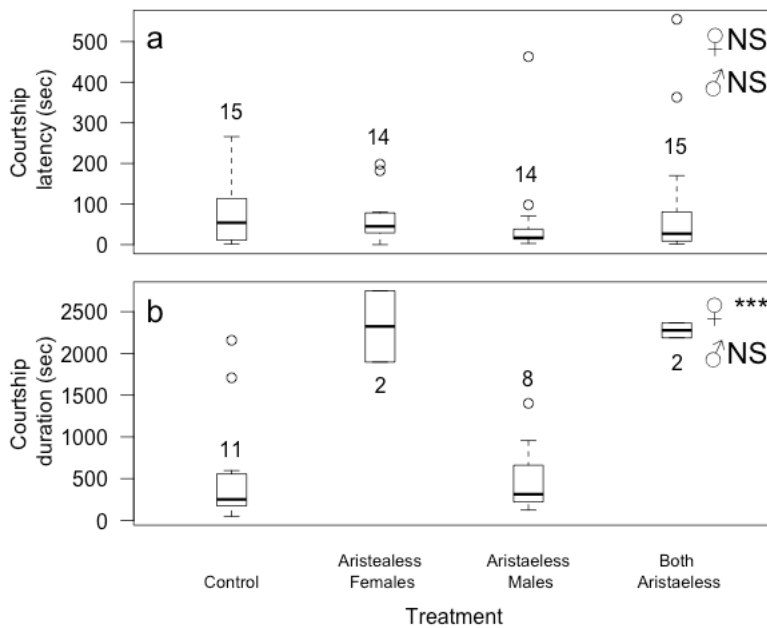 a
♀NS
♂NS
Courtship
latency (sec)
500
400
300
200
100
0
15
14
14
15
b
♀ ***
♂NS
Courtship
duration (sec)
2500
2000
1500
1000
500
0
11
2
8
2
Control
Aristealess
Females
Aristaeless
Males
Both
Aristaeless
Treatment